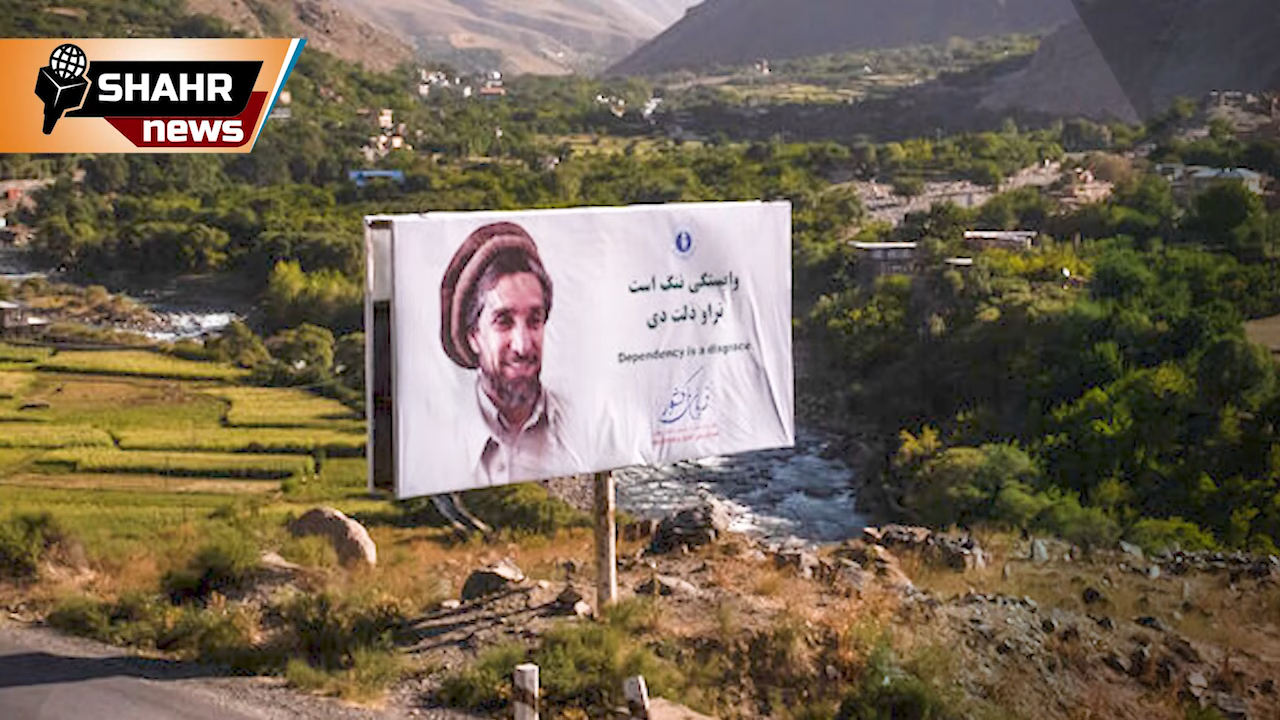 SHAHR
news
وابستگی ننگ است
تړاو ذلت دی
Dependency is a disgrace